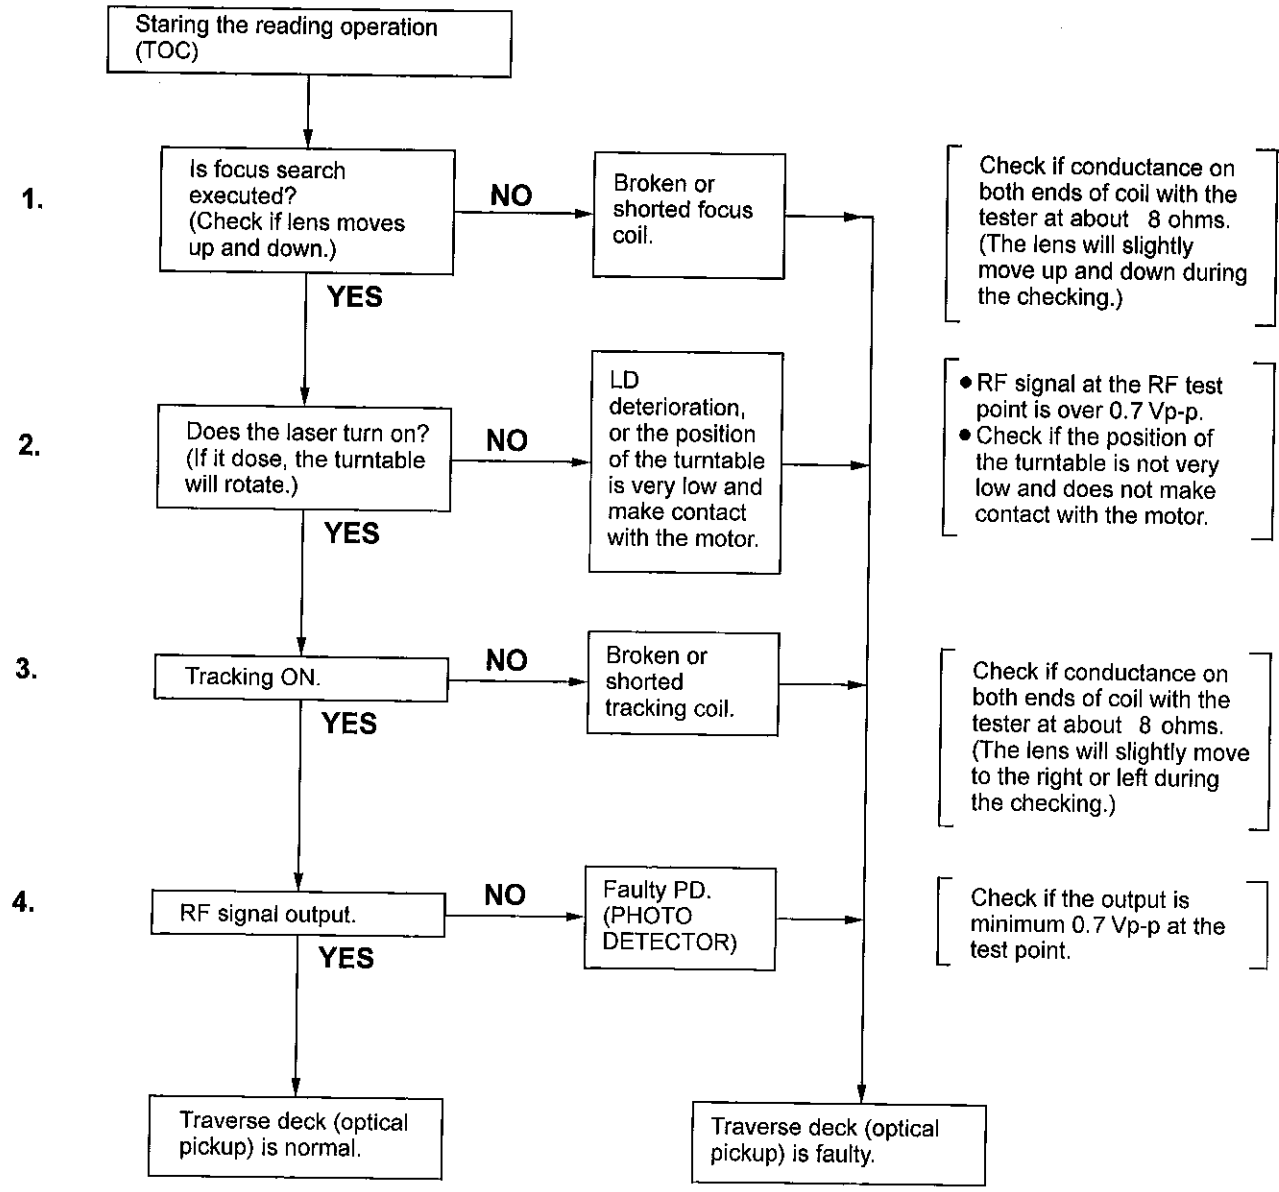 Staring the reading operation
(TOC)
1.
Is focus search
executed?
(Check if lens moves
up and down.)
NO
Broken or
shorted focus
coil.
Check if conductance on
both ends of coil with the
tester at about 8 ohms.
(The lens will slightly
move up and down during
the checking.)
YES
2.
Does the laser turn on?
(If it dose, the turntable
will rotate.)
NO
LD
deterioration,
or the position
of the turntable
is very low and
make contact
with the motor.
● RF signal at the RF test
point is over 0.7 Vp-p.
● Check if the position of
the turntable is not very
low and does not make
contact with the motor.
YES
3.
Tracking ON.
NO
Broken or
shorted
tracking coil.
Check if conductance on
both ends of coil with the
tester at about 8 ohms.
(The lens will slightly move
to the right or left during
the checking.)
YES
4.
RF signal output.
NO
Faulty PD.
(PHOTO
DETECTOR)
Check if the output is
minimum 0.7 Vp-p at the
test point.
YES
Traverse deck (optical
pickup) is normal.
Traverse deck (optical
pickup) is faulty.